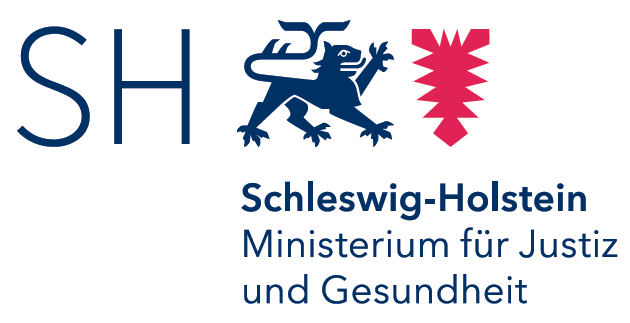 SH
Schleswig-Holstein
Ministerium für Justiz
und Gesundheit